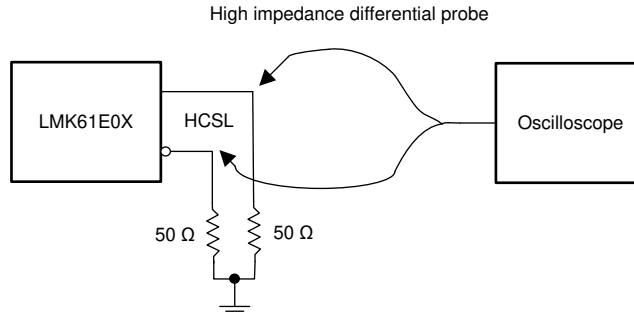 High impedance differential probe
LMK61E0X
HCSL
Oscilloscope
50 Ω
50 Ω